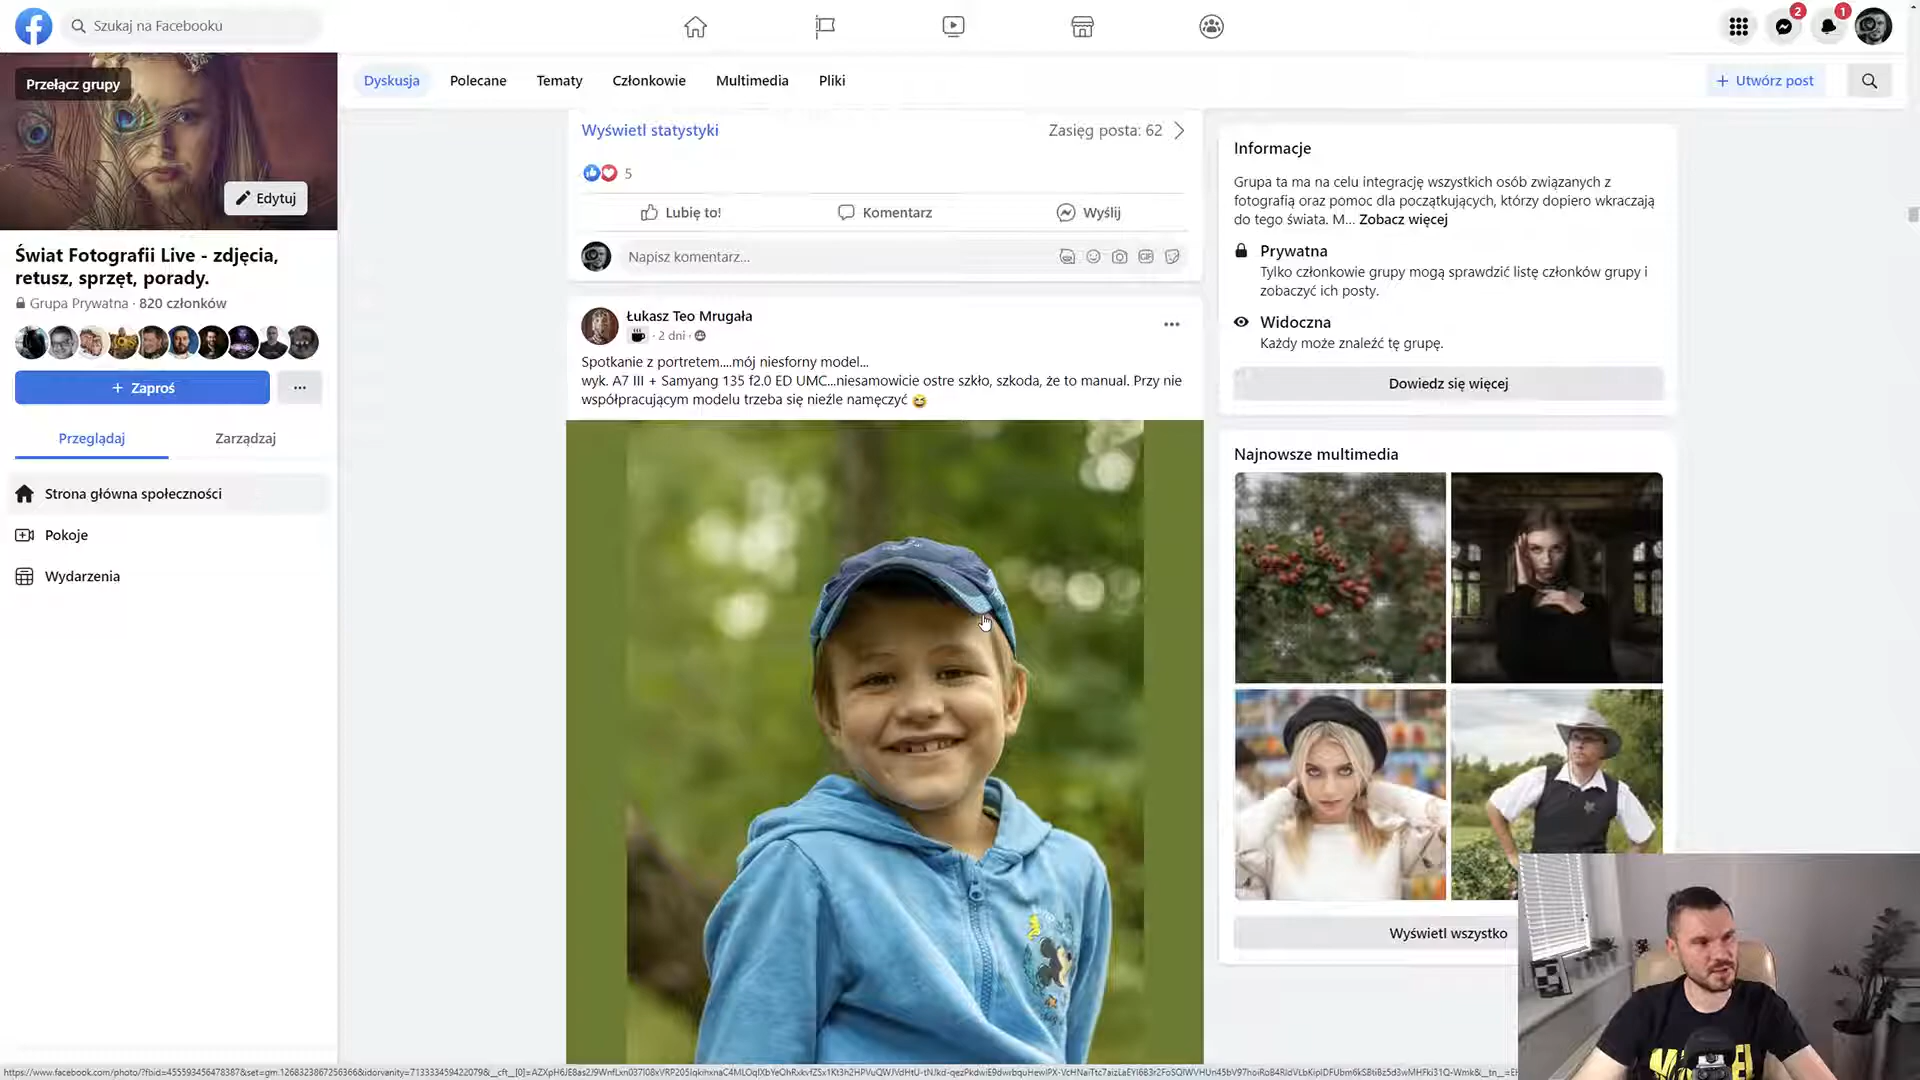 Szukaj na Facebooku
2
1
Przełącz grupy
Edytuj
Świat Fotografii Live - zdjęcia,
retusz, sprzęt, porady.
Grupa Prywatna · 820 członków
+ Zaproś
Przeglądaj
Zarządzaj
Strona główna społeczności
Pokoje
Wydarzenia
Dyskusja
Polecane
Tematy
Członkowie
Multimedia
Pliki
+ Utwórz post
Wyświetl statystyki
Zasięg posta: 62
5
Lubię to!
Komentarz
Wyślij
Napisz komentarz...
GIF
Łukasz Teo Mrugała
· 2 dni ·
Spotkanie z portretem....mój niesforny model...
wyk. A7 III + Samyang 135 f2.0 ED UMC...niesamowicie ostre szkło, szkoda, że to manual. Przy nie
współpracującym modelu trzeba się nieźle namęczyć
Informacje
Grupa ta ma na celu integrację wszystkich osób związanych z
fotografią oraz pomoc dla początkujących, którzy dopiero wkraczają
do tego świata. M... Zobacz więcej
Prywatna
Tylko członkowie grupy mogą sprawdzić listę członków grupy i
zobaczyć ich posty.
Widoczna
Każdy może znaleźć tę grupę.
Dowiedz się więcej
Najnowsze multimedia
Wyświetl wszystko